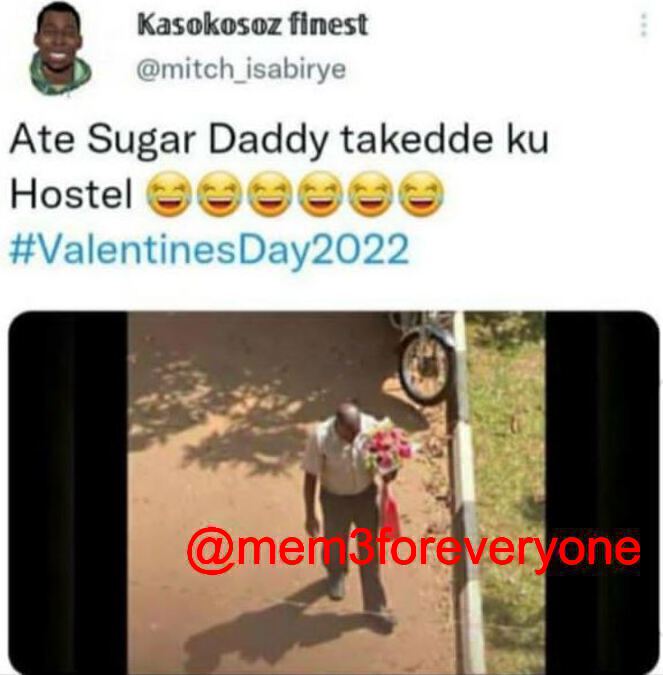 Kasokosoz finest
@mitch_isabirye
Ate Sugar Daddy takedde ku
Hostel 😂😂😂😂😂😂
#ValentinesDay2022
@mem3foreveryone